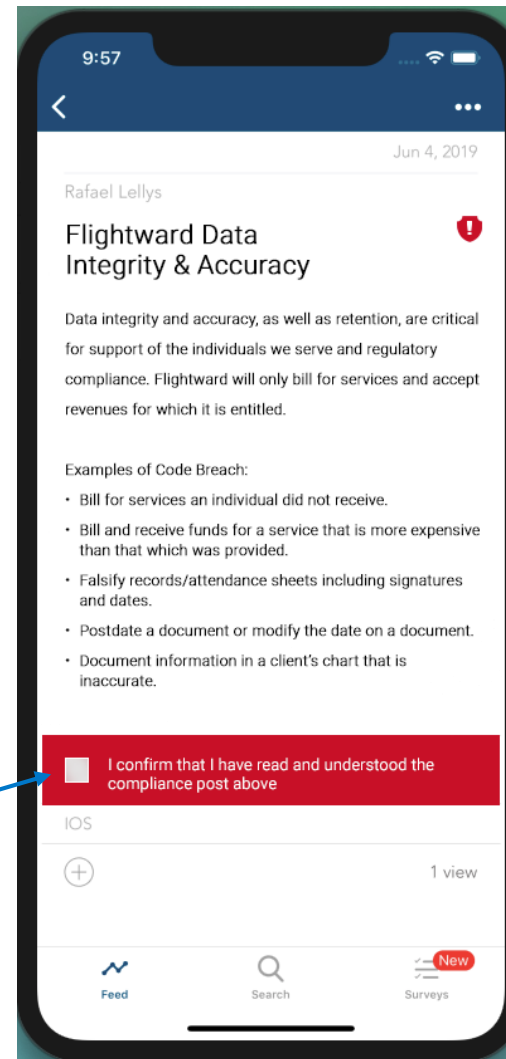 9:57
Jun 4, 2019
Rafael Lellys
Flightward Data
Integrity & Accuracy
Data integrity and accuracy, as well as retention, are critical
for support of the individuals we serve and regulatory
compliance. Flightward will only bill for services and accept
revenues for which it is entitled.
Examples of Code Breach:
• Bill for services an individual did not receive.
• Bill and receive funds for a service that is more expensive
than that which was provided.
• Falsify records/attendance sheets including signatures
and dates.
• Postdate a document or modify the date on a document.
• Document information in a client's chart that is
inaccurate.
I confirm that I have read and understood the
compliance post above
IOS
1 view
New
Feed Search Surveys